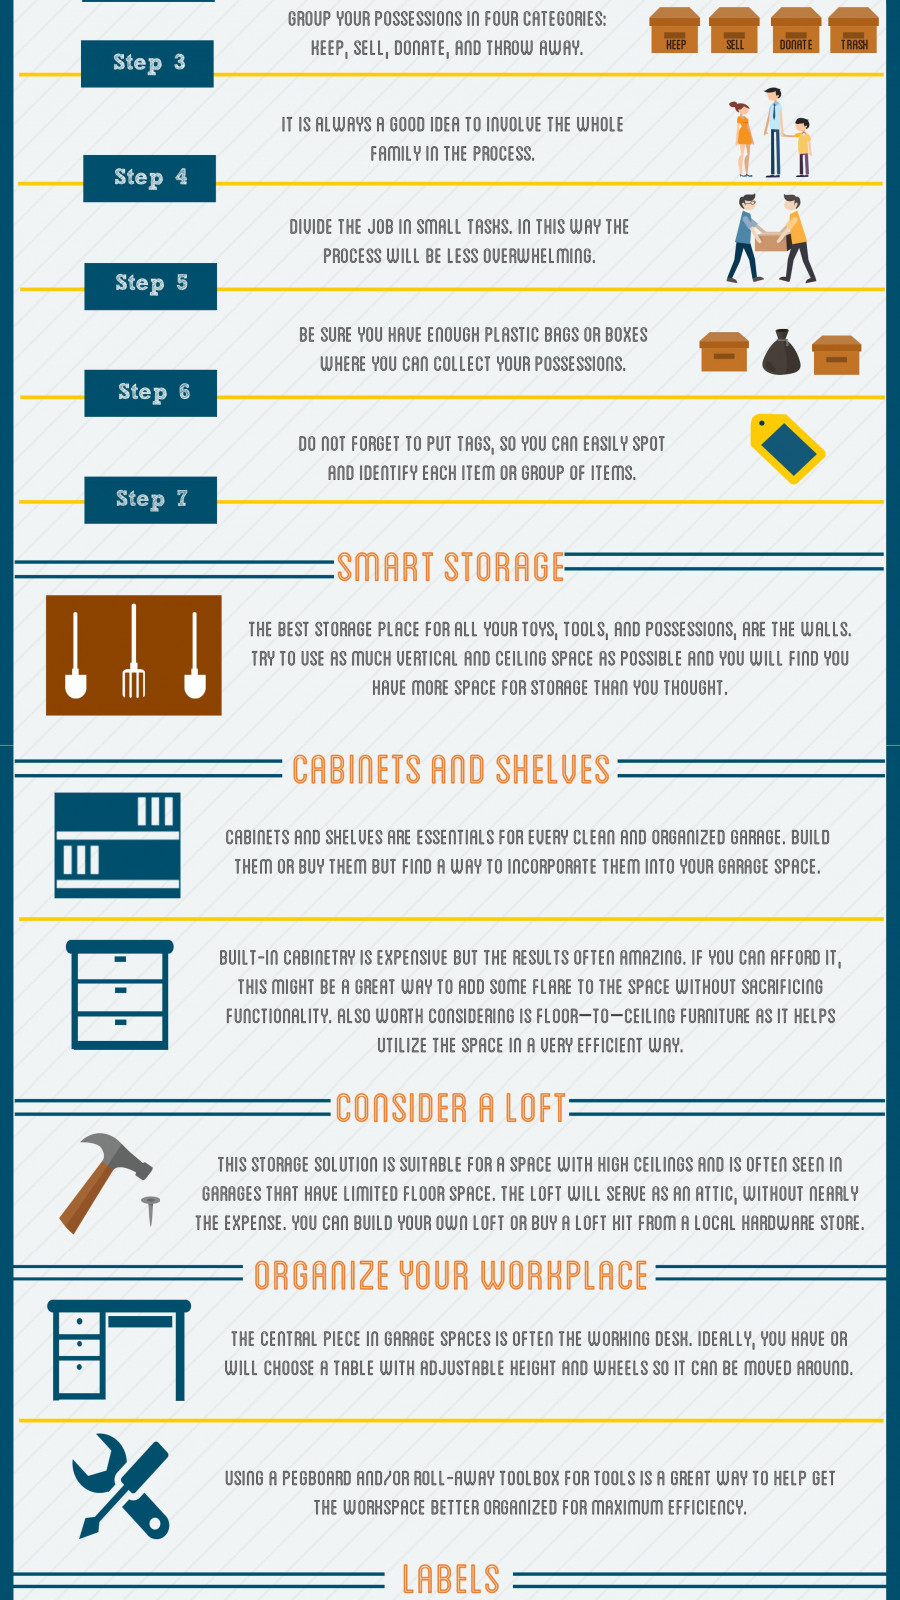 GROUP YOUR POSSESSIONS IN FOUR CATEGORIES:
KEEP, SELL, DONATE, AND THROW AWAY.
KEEP SELL DONATE TRASH
Step 3
IT IS ALWAYS A GOOD IDEA TO INVOLVE THE WHOLE
FAMILY IN THE PROCESS.
Step 4
DIVIDE THE JOB IN SMALL TASKS. IN THIS WAY THE
PROCESS WILL BE LESS OVERWHELMING.
Step 5
BE SURE YOU HAVE ENOUGH PLASTIC BAGS OR BOXES
WHERE YOU CAN COLLECT YOUR POSSESSIONS.
Step 6
DO NOT FORGET TO PUT TAGS, SO YOU CAN EASILY SPOT
AND IDENTIFY EACH ITEM OR GROUP OF ITEMS.
Step 7
SMART STORAGE
THE BEST STORAGE PLACE FOR ALL YOUR TOYS, TOOLS, AND POSSESSIONS, ARE THE WALLS.
TRY TO USE AS MUCH VERTICAL AND CEILING SPACE AS POSSIBLE AND YOU WILL FIND YOU
HAVE MORE SPACE FOR STORAGE THAN YOU THOUGHT.
CABINETS AND SHELVES
CABINETS AND SHELVES ARE ESSENTIALS FOR EVERY CLEAN AND ORGANIZED GARAGE. BUILD
THEM OR BUY THEM BUT FIND A WAY TO INCORPORATE THEM INTO YOUR GARAGE SPACE.
BUILT-IN CABINETRY IS EXPENSIVE BUT THE RESULTS OFTEN AMAZING. IF YOU CAN AFFORD IT,
THIS MIGHT BE A GREAT WAY TO ADD SOME FLARE TO THE SPACE WITHOUT SACRIFICING
FUNCTIONALITY. ALSO WORTH CONSIDERING IS FLOOR–TO–CEILING FURNITURE AS IT HELPS
UTILIZE THE SPACE IN A VERY EFFICIENT WAY.
CONSIDER A LOFT
THIS STORAGE SOLUTION IS SUITABLE FOR A SPACE WITH HIGH CEILINGS AND IS OFTEN SEEN IN
GARAGES THAT HAVE LIMITED FLOOR SPACE. THE LOFT WILL SERVE AS AN ATTIC, WITHOUT NEARLY
THE EXPENSE. YOU CAN BUILD YOUR OWN LOFT OR BUY A LOFT KIT FROM A LOCAL HARDWARE STORE.
ORGANIZE YOUR WORKPLACE
THE CENTRAL PIECE IN GARAGE SPACES IS OFTEN THE WORKING DESK. IDEALLY, YOU HAVE OR
WILL CHOOSE A TABLE WITH ADJUSTABLE HEIGHT AND WHEELS SO IT CAN BE MOVED AROUND.
USING A PEGBOARD AND/OR ROLL-AWAY TOOLBOX FOR TOOLS IS A GREAT WAY TO HELP GET
THE WORKSPACE BETTER ORGANIZED FOR MAXIMUM EFFICIENCY.
LABELS